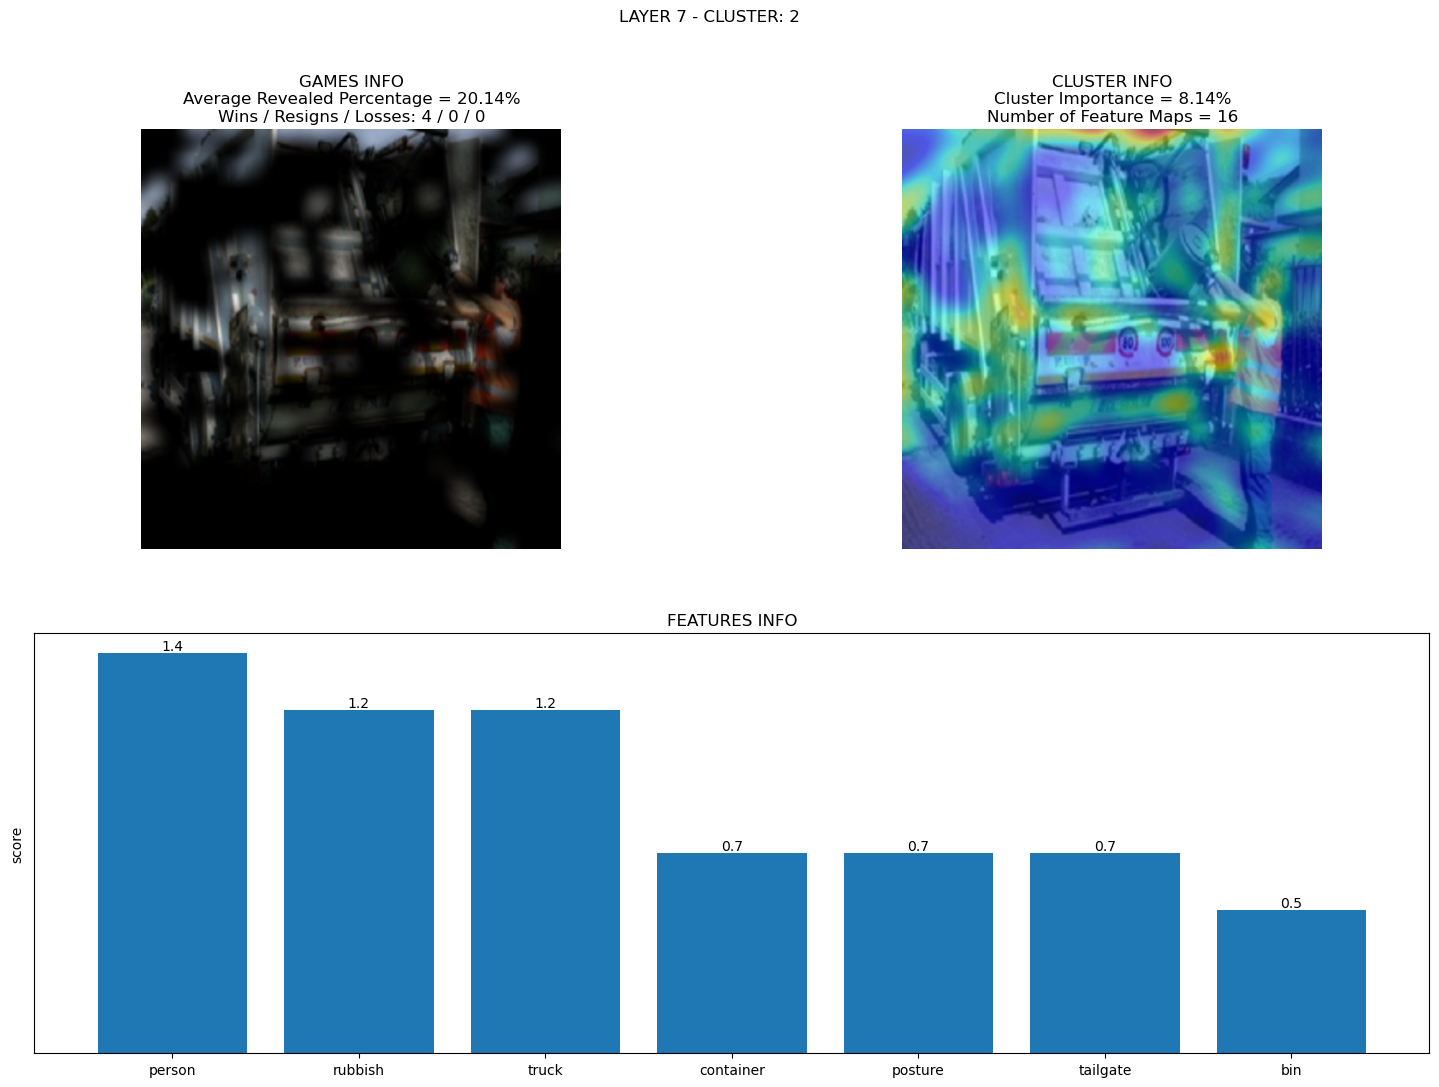 LAYER 7 - CLUSTER: 2
GAMES INFO
Average Revealed Percentage = 20.14%
Wins / Resigns / Losses: 4 / 0 / 0
CLUSTER INFO
Cluster Importance = 8.14%
Number of Feature Maps = 16
FEATURES INFO
score
1.4
1.2
1.2
0.7
0.7
0.7
0.5
person
rubbish
truck
container
posture
tailgate
bin